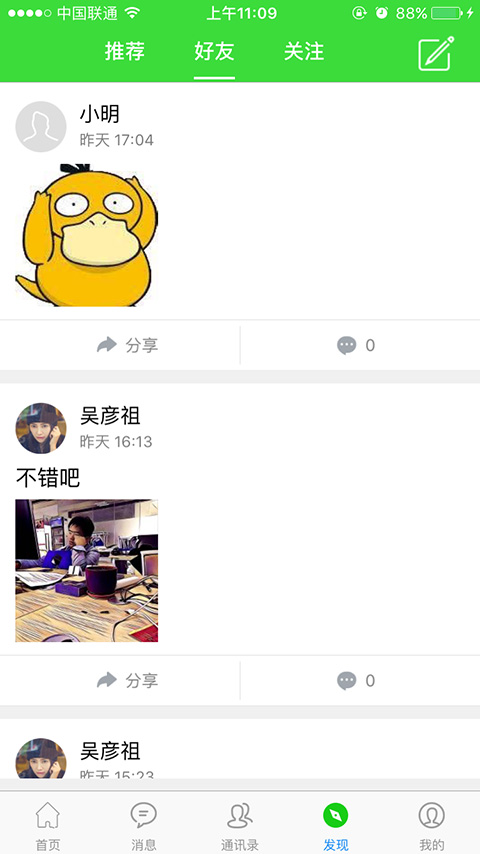 中国联通 上午11:09 88%
推荐 好友 关注
小明
昨天 17:04
分享 0
吴彦祖
昨天 16:13
不错吧
分享 0
吴彦祖
昨天 15:23
首页 消息 通讯录 发现 我的